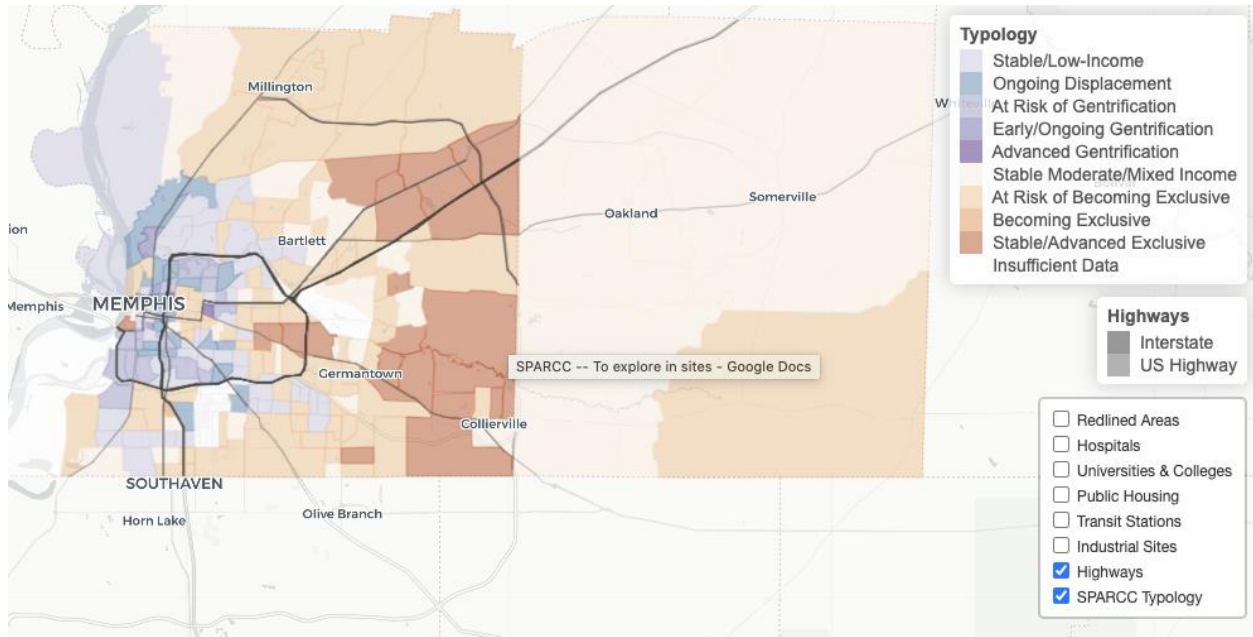 Typology
Stable/Low-Income
Ongoing Displacement
At Risk of Gentrification
Early/Ongoing Gentrification
Advanced Gentrification
Stable Moderate/Mixed Income
At Risk of Becoming Exclusive
Becoming Exclusive
Stable/Advanced Exclusive
Insufficient Data
Millington
ion
Bartlett
Oakland
Somerville
Memphis
MEMPHIS
Highways
Interstate
US Highway
SPARCC -- To explore in sites - Google Docs
Germantown
Collierville
SOUTHAVEN
Horn Lake
Olive Branch
Redlined Areas
Hospitals
Universities & Colleges
Public Housing
Transit Stations
Industrial Sites
Highways
SPARCC Typology